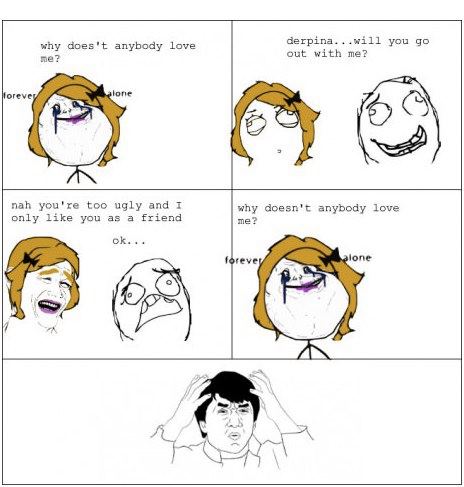 why does't anybody love
me?
forever alone
derpina...will you go
out with me?
nah you're too ugly and I
only like you as a friend
ok...
why doesn't anybody love
me?
forever alone